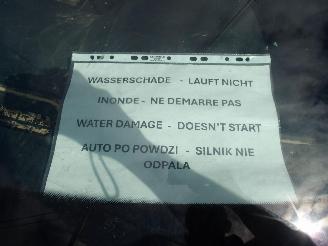 WASSERSCHADE - LAUFT NICHT
INONDE - NE DEMARRE PAS
WATER DAMAGE - DOESN'T START
AUTO PO POWDZI - SILNIK NIE
ODPALA